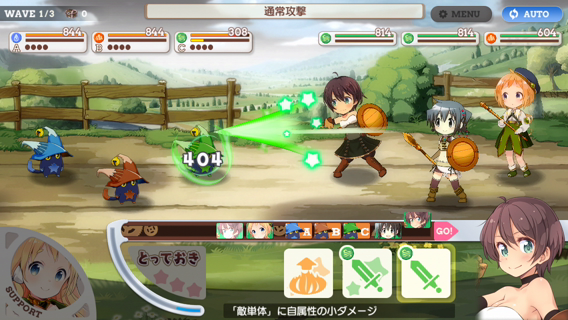 WAVE 1/3
0
通常攻撃
MENU
AUTO
844
844
308
814
814
604
A
B
C
404
A
B
C
GO!
とっておき
SUPPORT
「敵単体」に自属性の小ダメージ